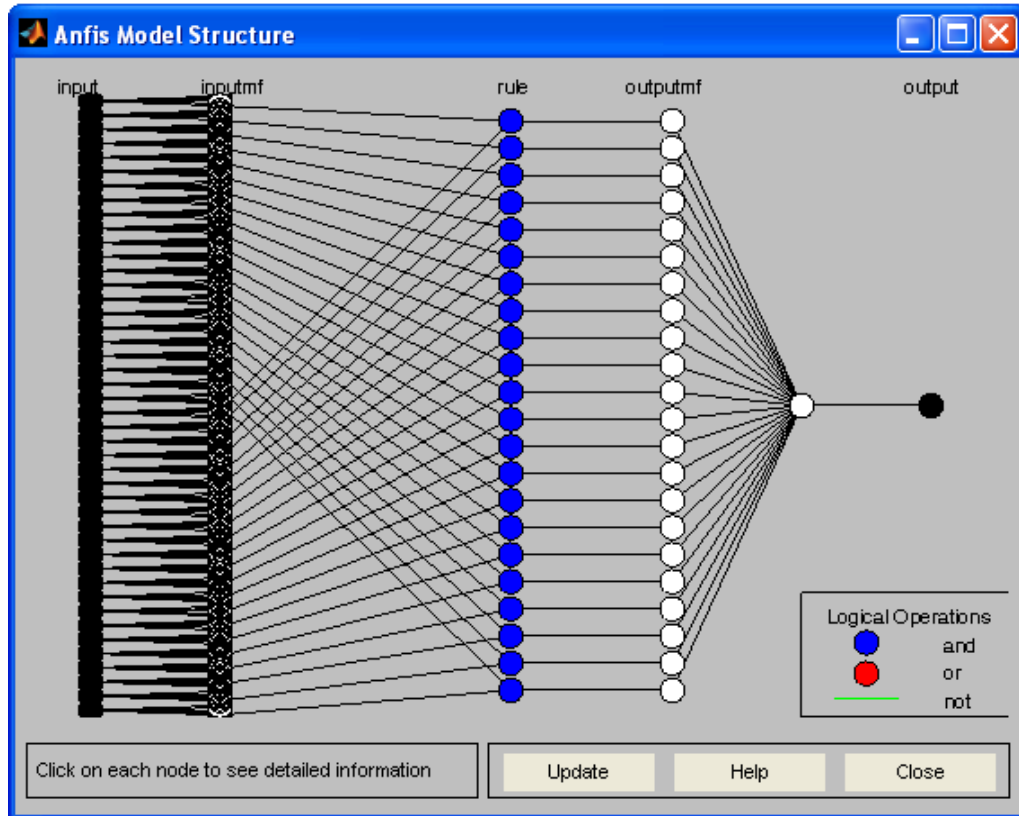 Anfis Model Structure
input
inputmf
rule
outputmf
output
Logical Operations
and
or
not
Click on each node to see detailed information
Update
Help
Close